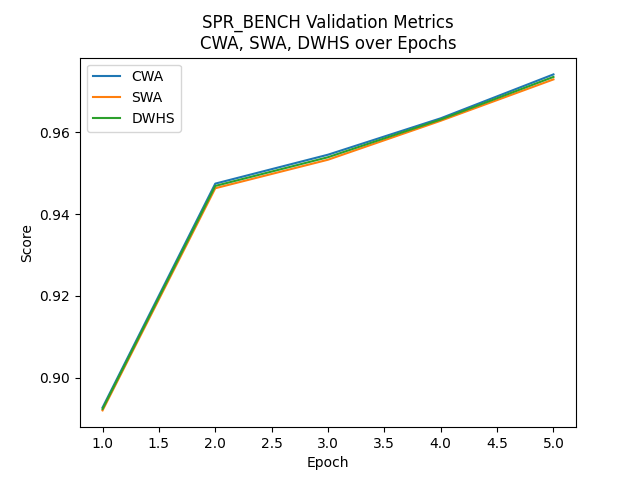 SPR_BENCH Validation Metrics
CWA, SWA, DWHS over Epochs
CWA
SWA
DWHS
Score
0.96
0.94
0.92
0.90
1.0 1.5 2.0 2.5 3.0 3.5 4.0 4.5 5.0
Epoch